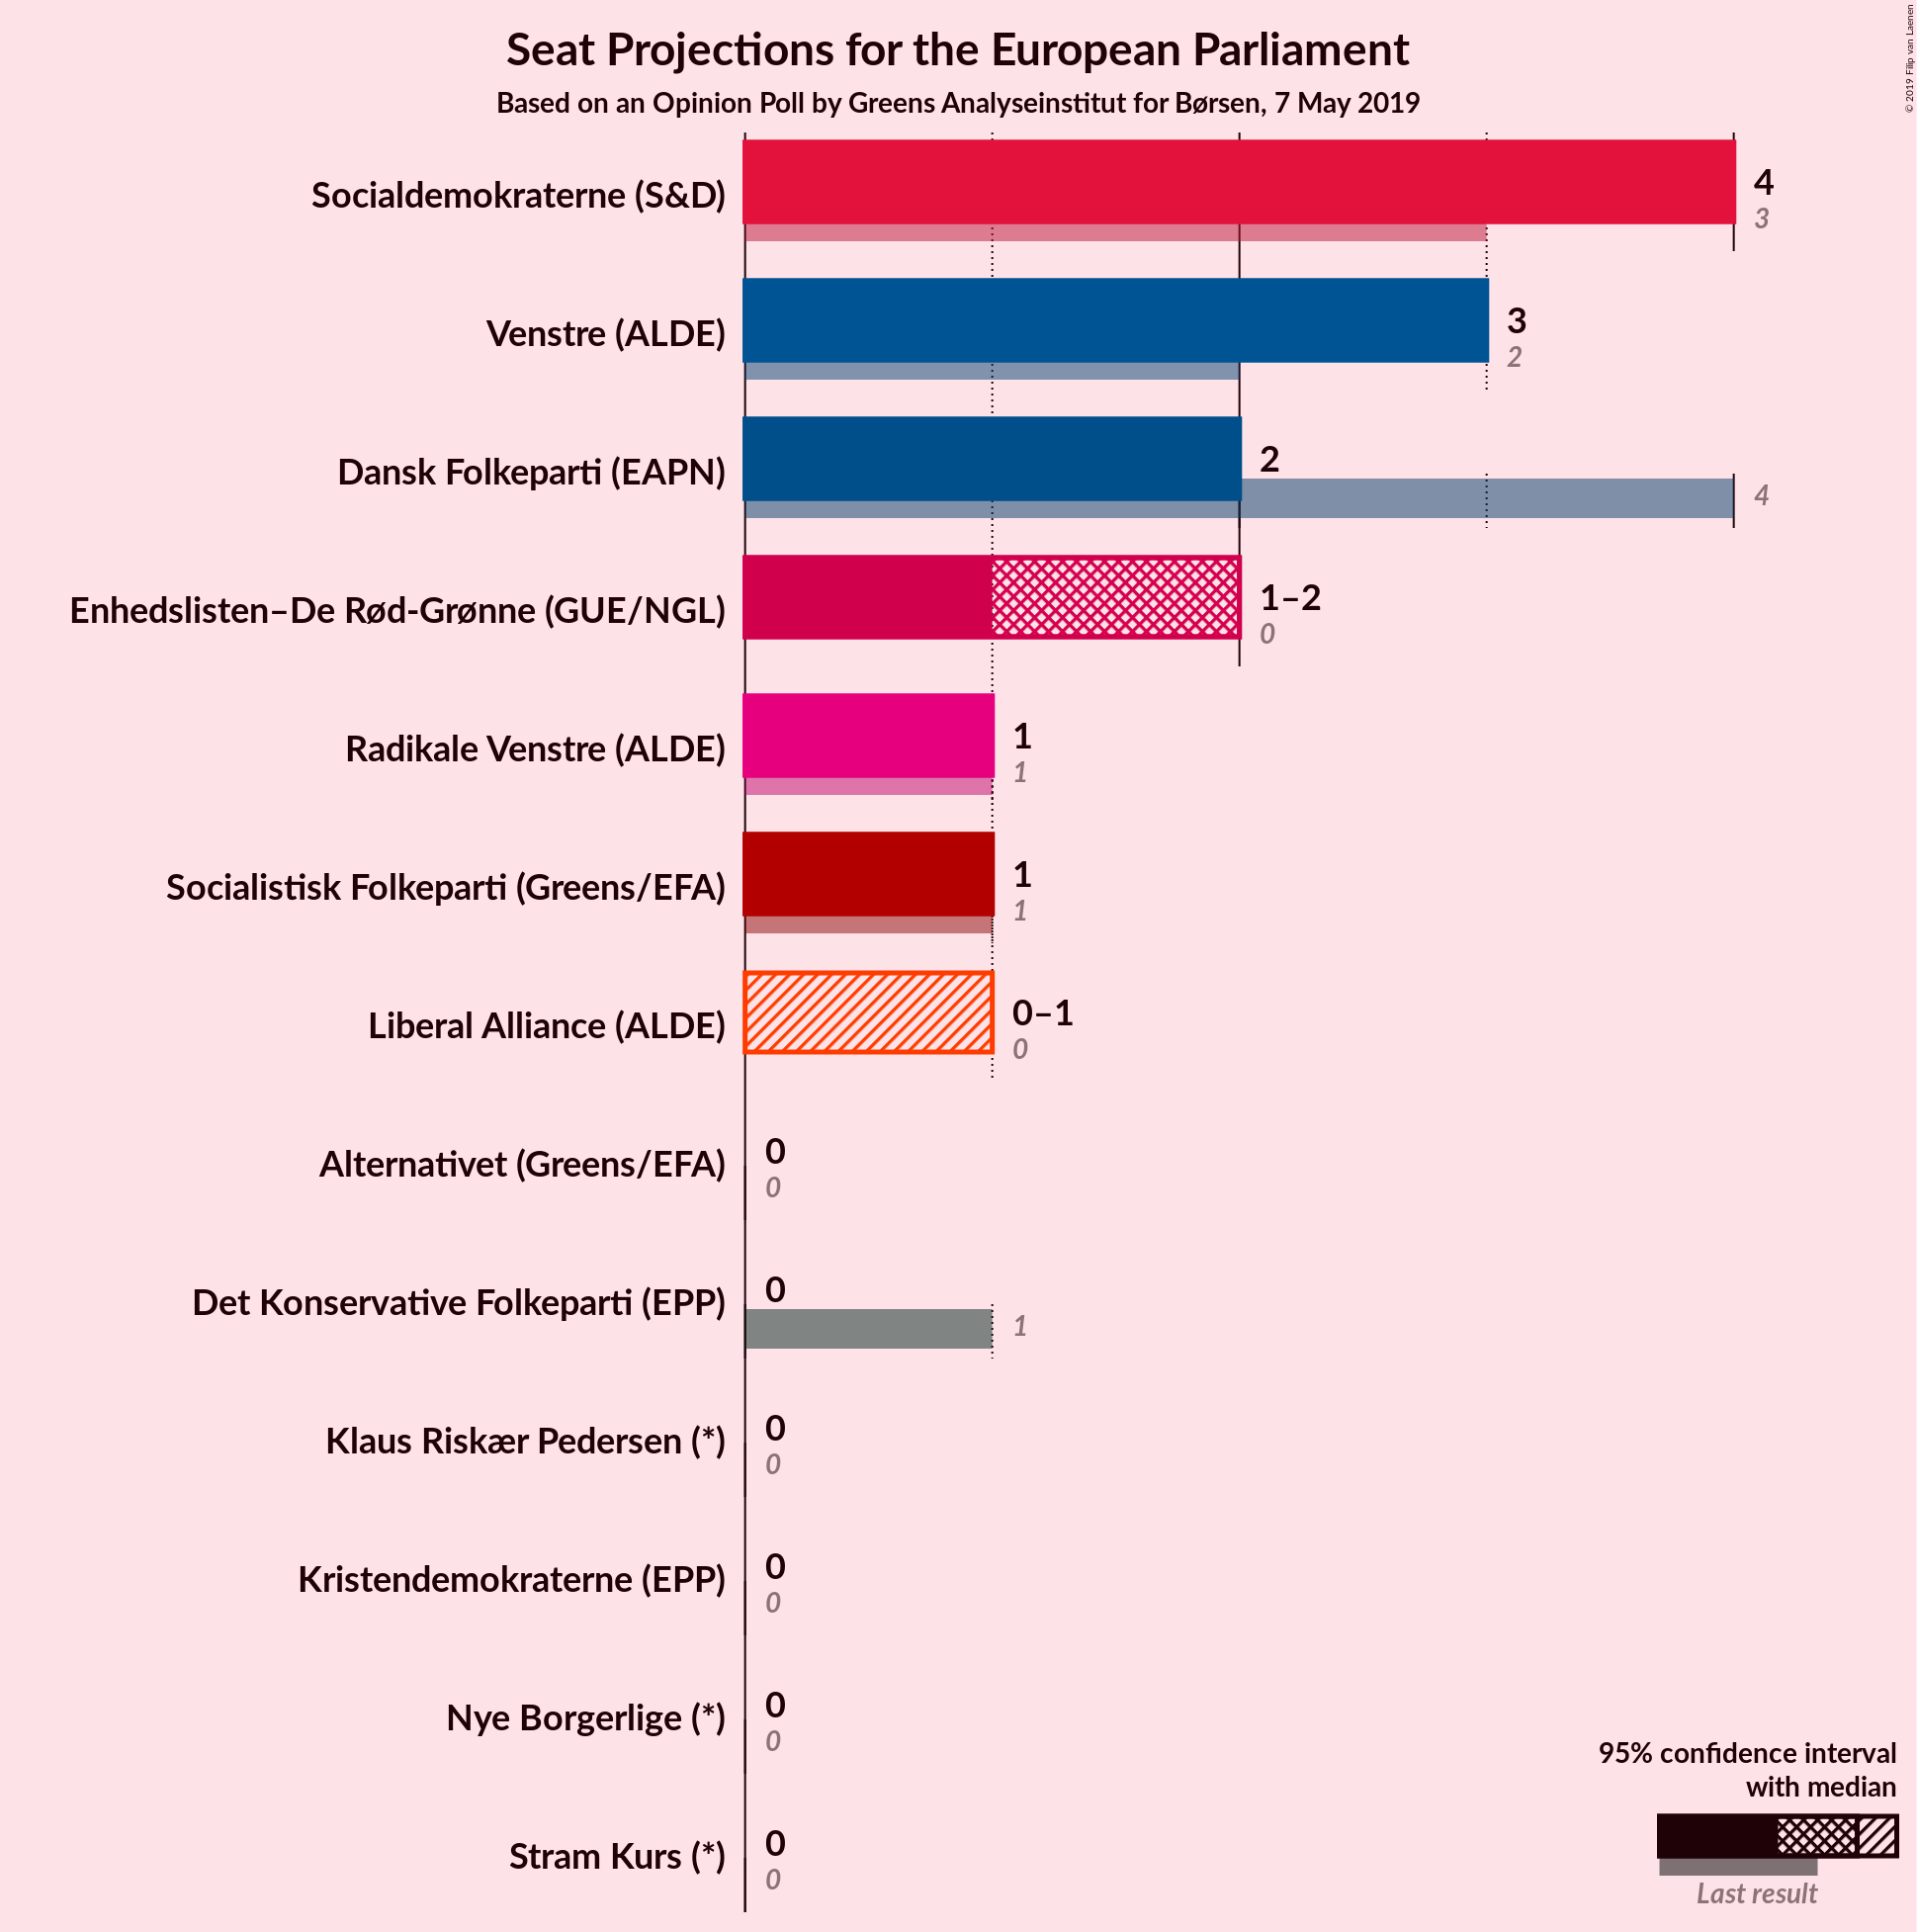 Seat Projections for the European Parliament
Based on an Opinion Poll by Greens Analyseinstitut for Børsen, 7 May 2019
© 2019 Filip van Laenen
Socialdemokraterne (S&D)
4
3
Venstre (ALDE)
3
2
Dansk Folkeparti (EAPN)
2
4
Enhedslisten–De Rød-Grønne (GUE/NGL)
1–2
0
Radikale Venstre (ALDE)
1
1
Socialistisk Folkeparti (Greens/EFA)
1
1
Liberal Alliance (ALDE)
0–1
0
Alternativet (Greens/EFA)
0
0
Det Konservative Folkeparti (EPP)
0
1
Klaus Riskær Pedersen (*)
0
0
Kristendemokraterne (EPP)
0
0
Nye Borgerlige (*)
0
0
Stram Kurs (*)
0
0
95% confidence interval
with median
Last result